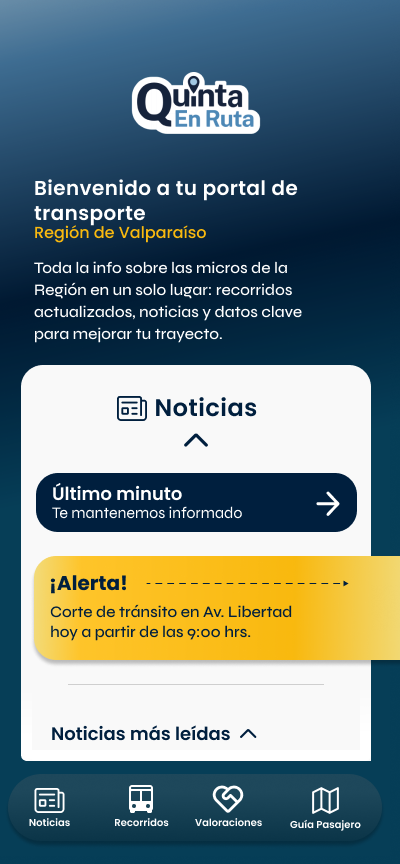 Quinta
En Ruta
Bienvenido a tu portal de
transporte
Región de Valparaíso
Toda la info sobre las micros de la
Región en un solo lugar: recorridos
actualizados, noticias y datos clave
para mejorar tu trayecto.
Noticias
Último minuto
Te mantenemos informado
¡Alerta!
Corte de tránsito en Av. Libertad
hoy a partir de las 9:00 hrs.
Noticias más leídas
Noticias
Recorridos
Valoraciones
Guía Pasajero